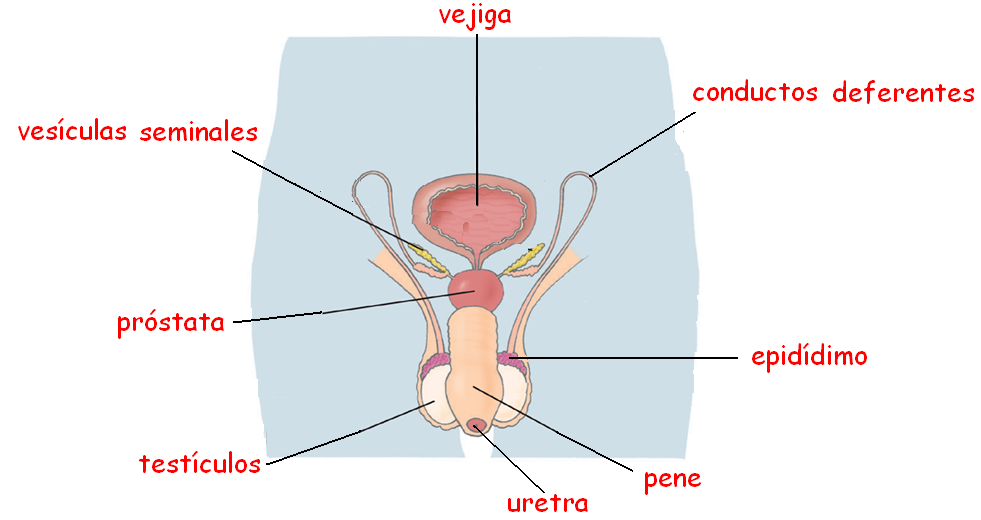 vejiga
conductos deferentes
vesículas seminales
próstata
epidídimo
testículos
pene
uretra